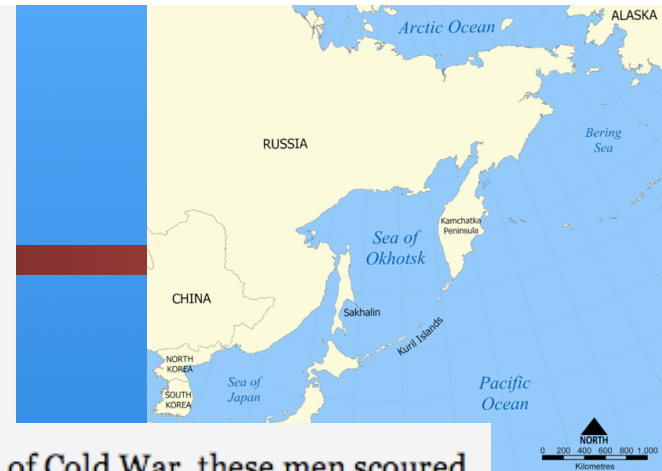 Arctic Ocean
ALASKA
RUSSIA
Bering
Sea
Kamchatka
Peninsula
Sea of
Okhotsk
CHINA
Sakhalin
Kuril Islands
NORTH
KOREA
SOUTH
KOREA
Sea of
Japan
Pacific
Ocean
NORTH
0 200 400 600 800 1,000
Kilometres
of Cold War, these men scoured